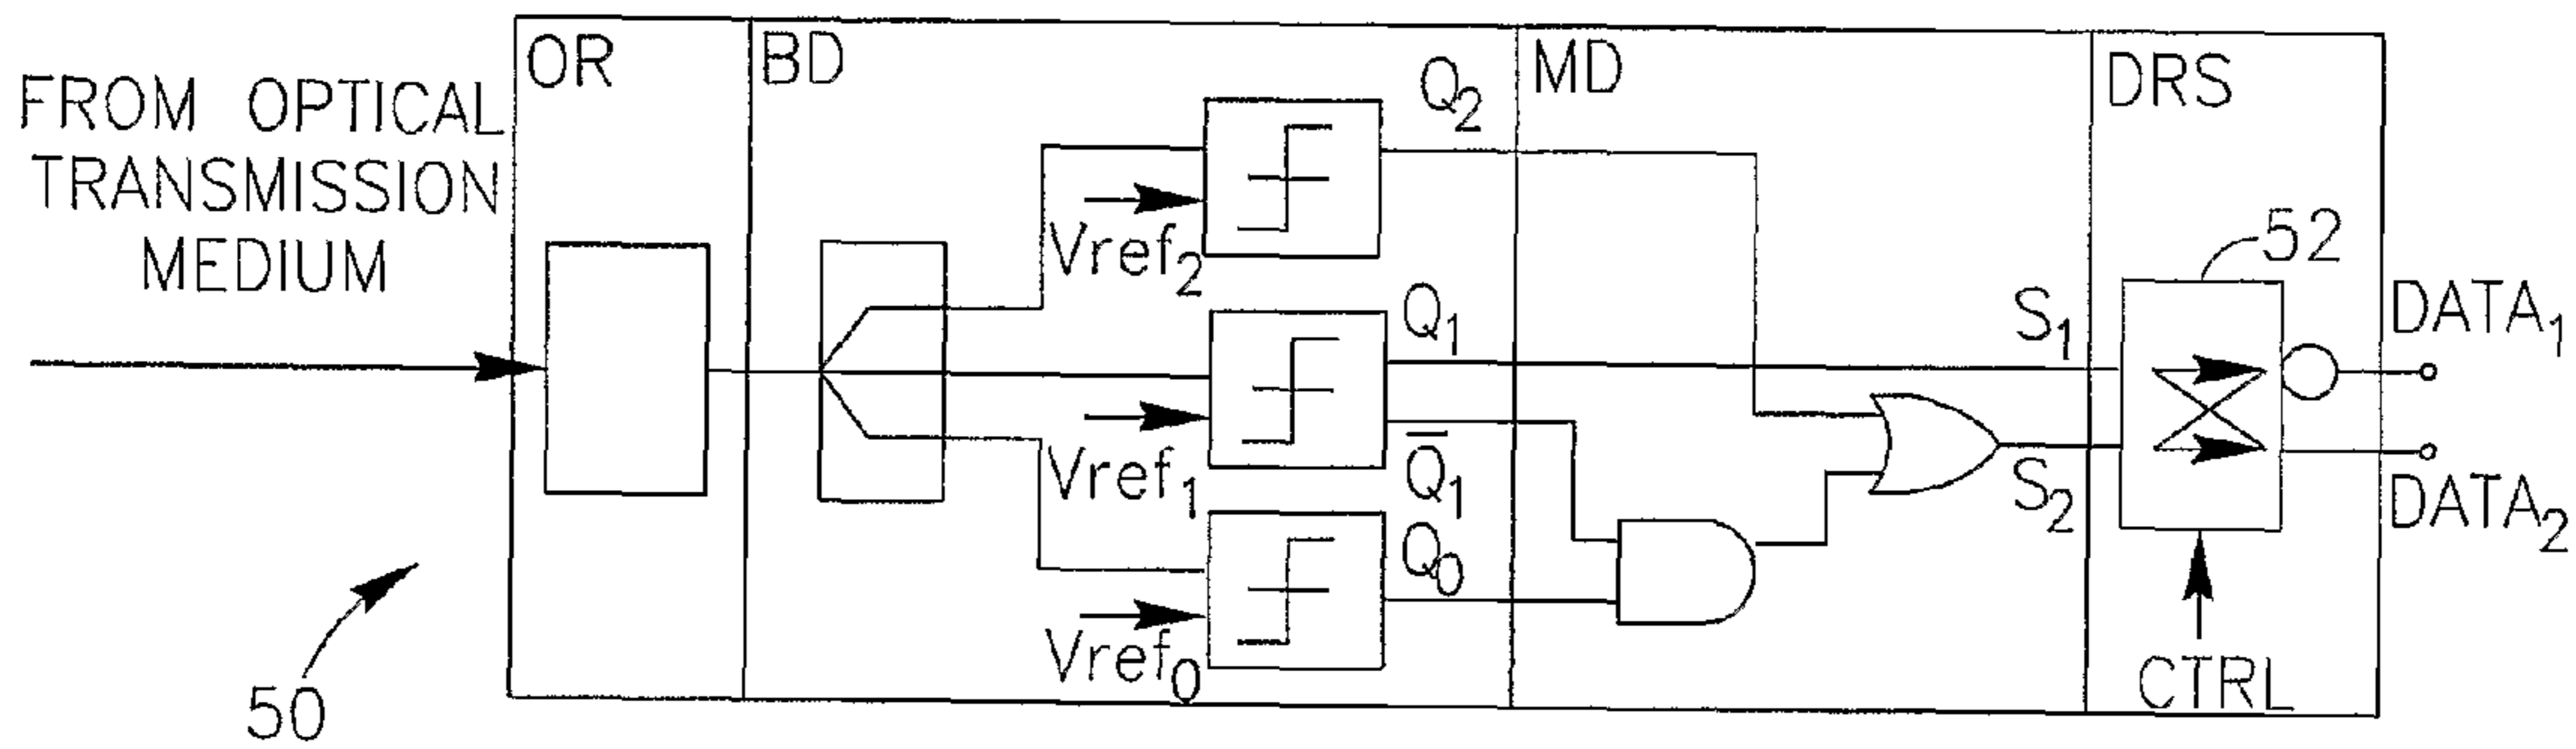 FROM OPTICAL
TRANSMISSION
MEDIUM
50
OR
BD
Vref₂
Vref₁
Vref₀
Q₂
Q₁
Q̅₁
Q₀
MD
S₁
S₂
DRS
52
CTRL
DATA₁
DATA₂